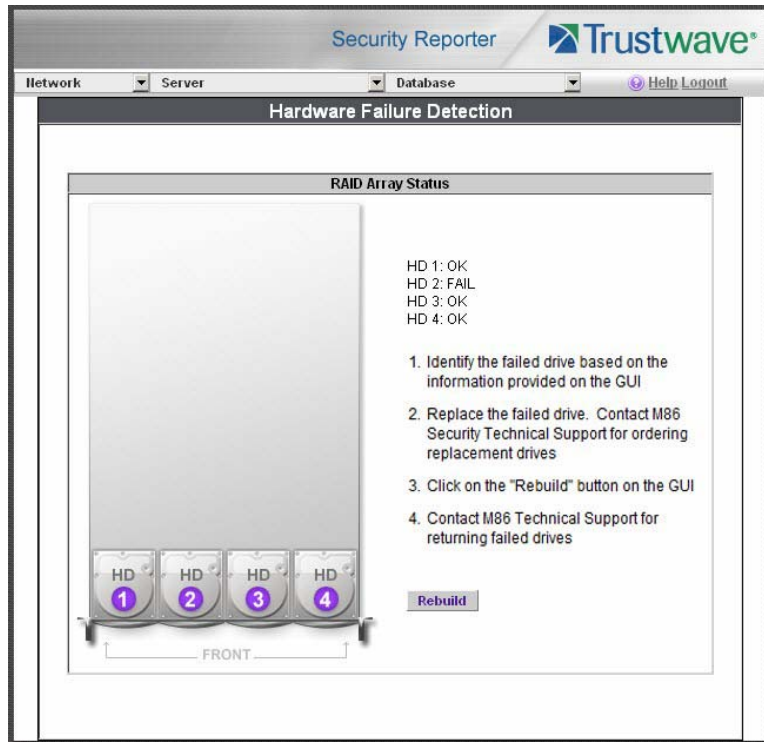 Security Reporter
Trustwave®
Network Server Database Help Logout
Hardware Failure Detection
RAID Array Status
HD 1: OK
HD 2: FAIL
HD 3: OK
HD 4: OK
1. Identify the failed drive based on the
information provided on the GUI
2. Replace the failed drive. Contact M86
Security Technical Support for ordering
replacement drives
3. Click on the "Rebuild" button on the GUI
4. Contact M86 Technical Support for
returning failed drives
Rebuild
HD 1
HD 2
HD 3
HD 4
FRONT